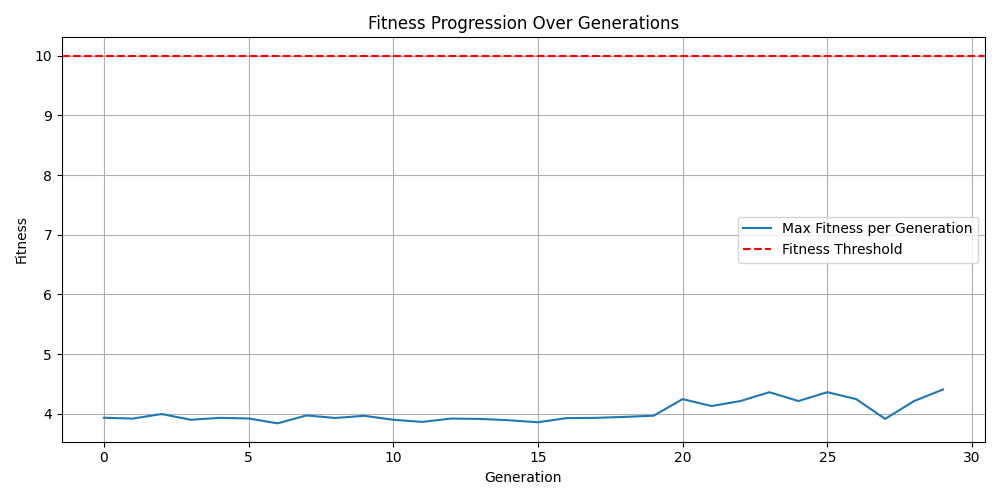 Fitness Progression Over Generations
10
9
8
7
6
5
4
Fitness
Max Fitness per Generation
Fitness Threshold
0 5 10 15 20 25 30
Generation